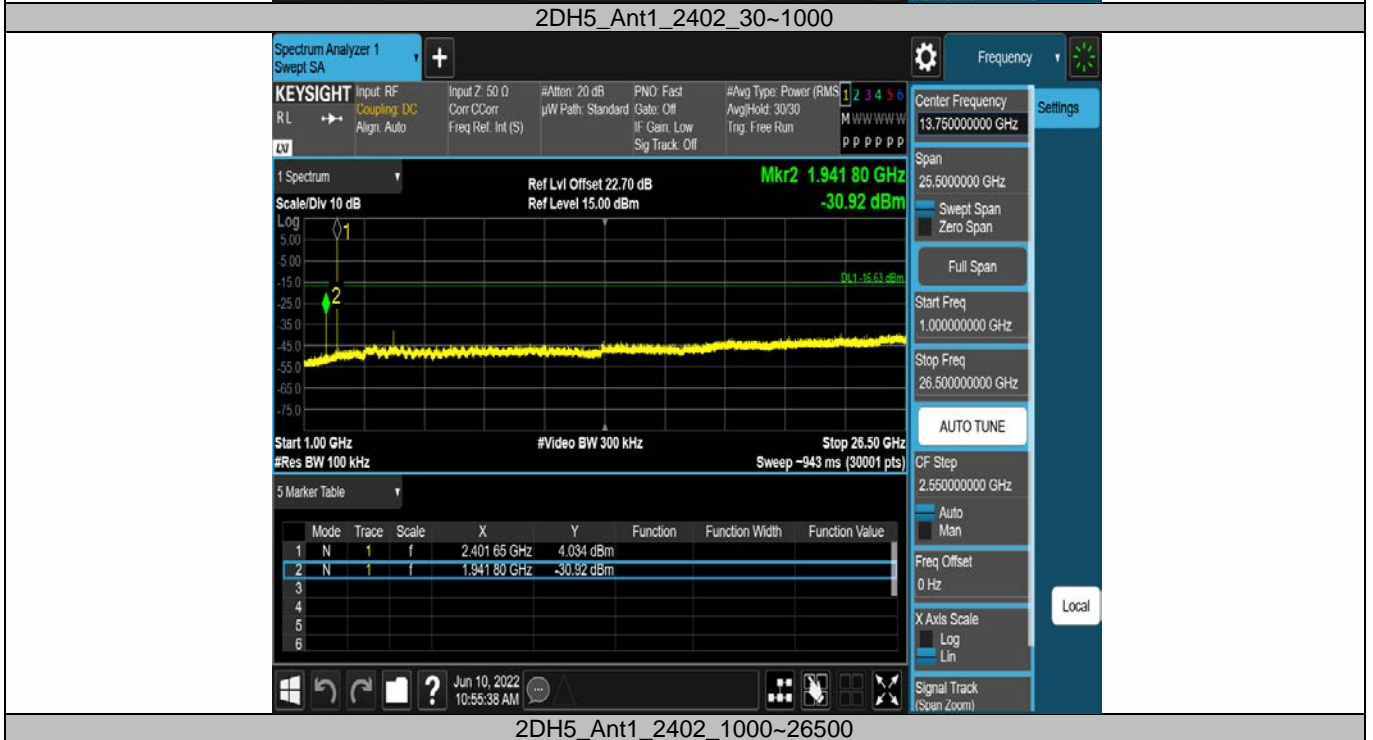 2DH5_Ant1_2402_30~1000
Spectrum Analyzer 1
Swept SA
+
Frequency
KEYSIGHT
RL
LXI
Input: RF
Coupling: DC
Align: Auto
Input Z: 50 Ω
Corr CCorr
Freq Ref: Int (S)
#Atten: 20 dB
µW Path: Standard
PNO: Fast
Gate: Off
IF Gain: Low
Sig Track: Off
#Avg Type: Power (RMS
Avg|Hold: 30/30
Trig: Free Run
1 2 3 4 5 6
M W W W W W
P P P P P P
1 Spectrum
Scale/Div 10 dB
Ref Lvl Offset 22.70 dB
Ref Level 15.00 dBm
Mkr2 1.941 80 GHz
-30.92 dBm
Log
5.00
-5.00
-15.0
-25.0
-35.0
-45.0
-55.0
-65.0
-75.0
1
2
DL1 -16.63 dBm
Start 1.00 GHz
#Res BW 100 kHz
#Video BW 300 kHz
Stop 26.50 GHz
Sweep ~943 ms (30001 pts)
5 Marker Table
Mode Trace Scale X Y Function Function Width Function Value
1 N 1 f 2.401 65 GHz 4.034 dBm
2 N 1 f 1.941 80 GHz -30.92 dBm
3
4
5
6
?
Jun 10, 2022
10:55:38 AM
Center Frequency
13.750000000 GHz
Settings
Span
25.5000000 GHz
Swept Span
Zero Span
Full Span
Start Freq
1.000000000 GHz
Stop Freq
26.500000000 GHz
AUTO TUNE
CF Step
2.550000000 GHz
Auto
Man
Freq Offset
0 Hz
Local
X Axis Scale
Log
Lin
Signal Track
(Span Zoom)
2DH5_Ant1_2402_1000~26500